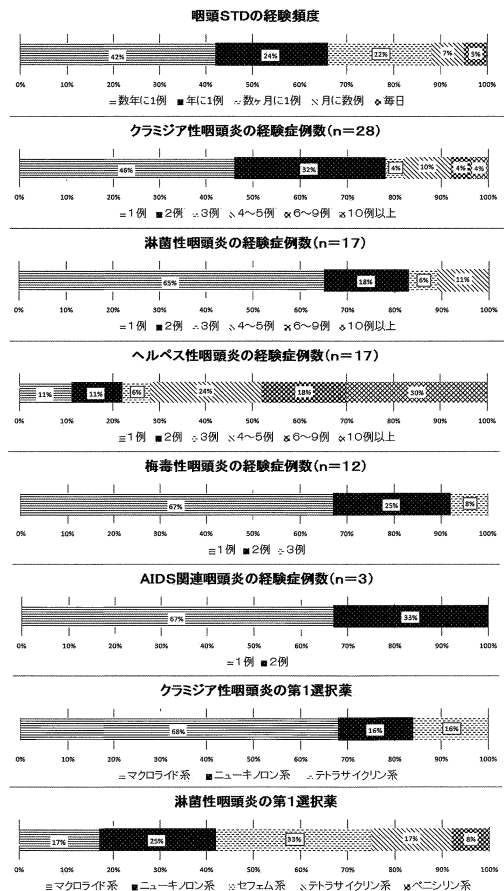 咽頭STDの経験頻度
42% 24% 22% 7% 5%
0% 10% 20% 30% 40% 50% 60% 70% 80% 90% 100%
数年に1例 年に1例 数ヶ月に1例 月に数例 毎日
クラミジア性咽頭炎の経験症例数(n=28)
46% 32% 4% 10% 4% 4%
0% 10% 20% 30% 40% 50% 60% 70% 80% 90% 100%
1例 2例 3例 4~5例 6~9例 10例以上
淋菌性咽頭炎の経験症例数(n=17)
65% 18% 6% 11%
0% 10% 20% 30% 40% 50% 60% 70% 80% 90% 100%
1例 2例 3例 4~5例 6~9例 10例以上
ヘルペス性咽頭炎の経験症例数(n=17)
11% 11% 6% 24% 18% 30%
0% 10% 20% 30% 40% 50% 60% 70% 80% 90% 100%
1例 2例 3例 4~5例 6~9例 10例以上
梅毒性咽頭炎の経験症例数(n=12)
67% 25% 8%
0% 10% 20% 30% 40% 50% 60% 70% 80% 90% 100%
1例 2例 3例
AIDS関連咽頭炎の経験症例数(n=3)
67% 33%
0% 10% 20% 30% 40% 50% 60% 70% 80% 90% 100%
1例 2例
クラミジア性咽頭炎の第1選択薬
68% 16% 16%
0% 10% 20% 30% 40% 50% 60% 70% 80% 90% 100%
マクロライド系 ニューキノロン系 テトラサイクリン系
淋菌性咽頭炎の第1選択薬
17% 25% 33% 17% 8%
0% 10% 20% 30% 40% 50% 60% 70% 80% 90% 100%
マクロライド系 ニューキノロン系 セフェム系 テトラサイクリン系 ペニシリン系